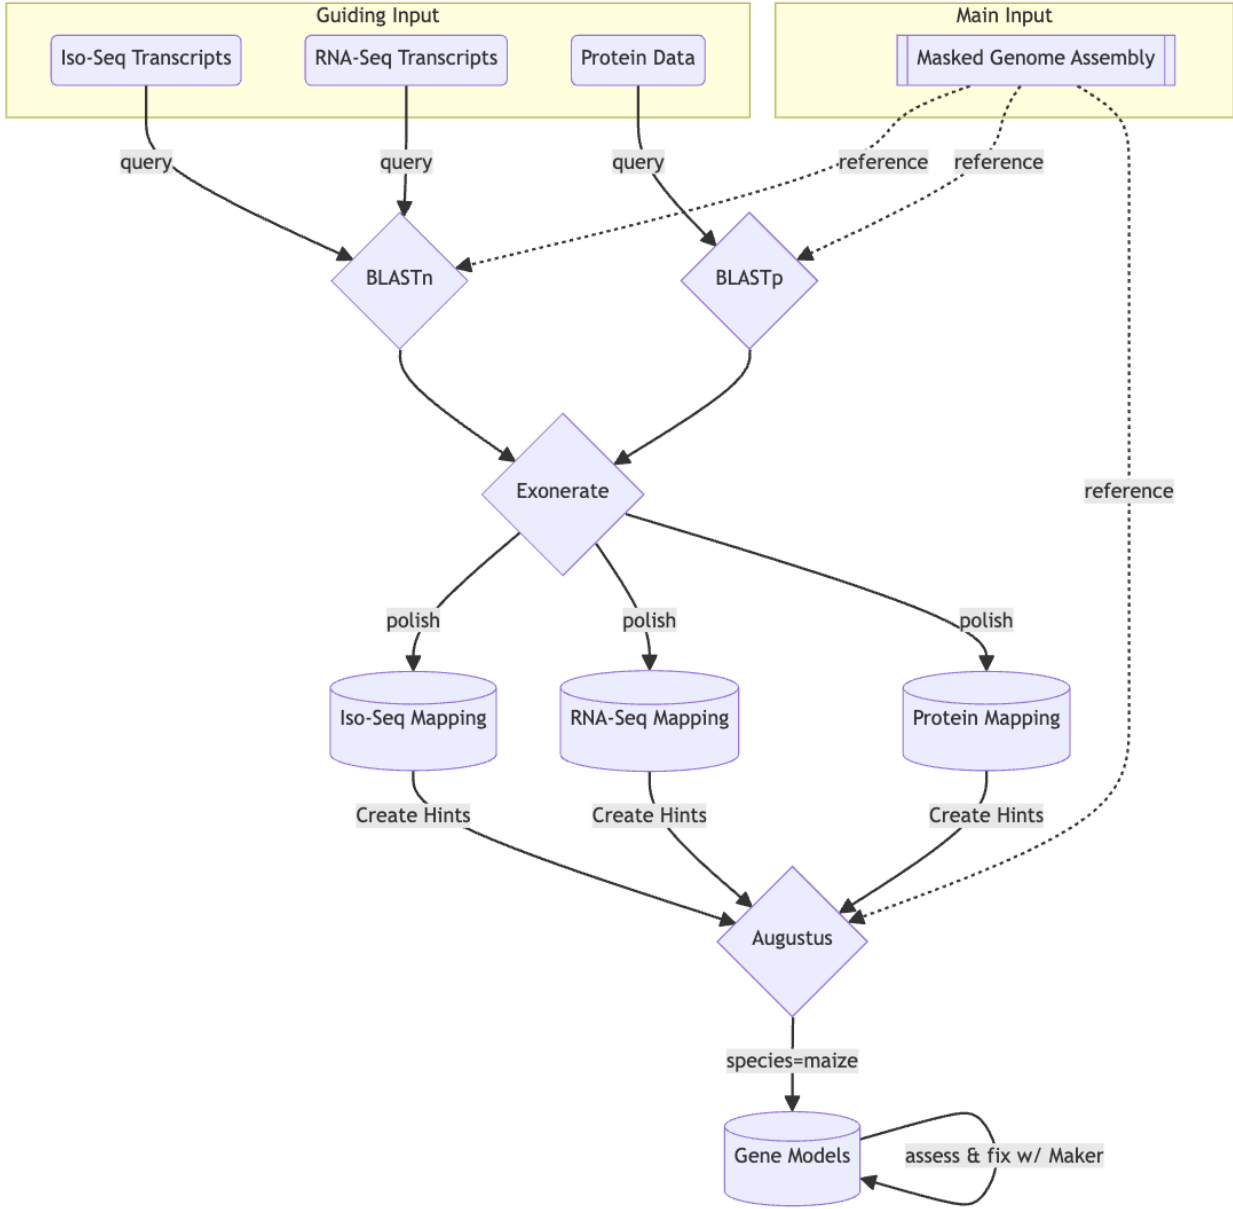 Guiding Input
Main Input
Iso-Seq Transcripts
RNA-Seq Transcripts
Protein Data
Masked Genome Assembly
query
query
query
reference
reference
BLASTn
BLASTp
Exonerate
reference
polish
polish
polish
Iso-Seq Mapping
RNA-Seq Mapping
Protein Mapping
Create Hints
Create Hints
Create Hints
Augustus
species=maize
Gene Models
assess & fix w/ Maker